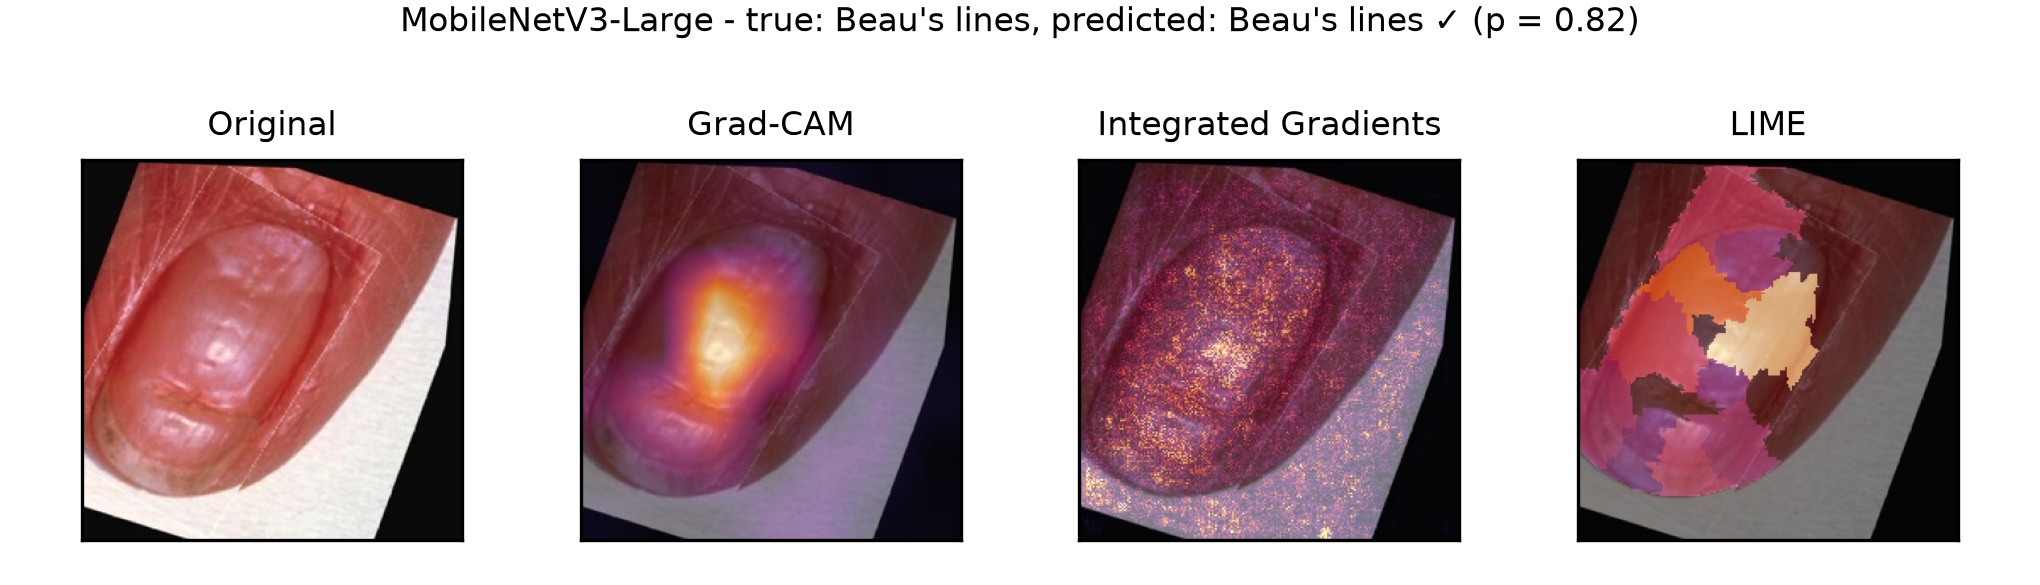 MobileNetV3-Large - true: Beau's lines, predicted: Beau's lines ✓ (p = 0.82)
Original
Grad-CAM
Integrated Gradients
LIME